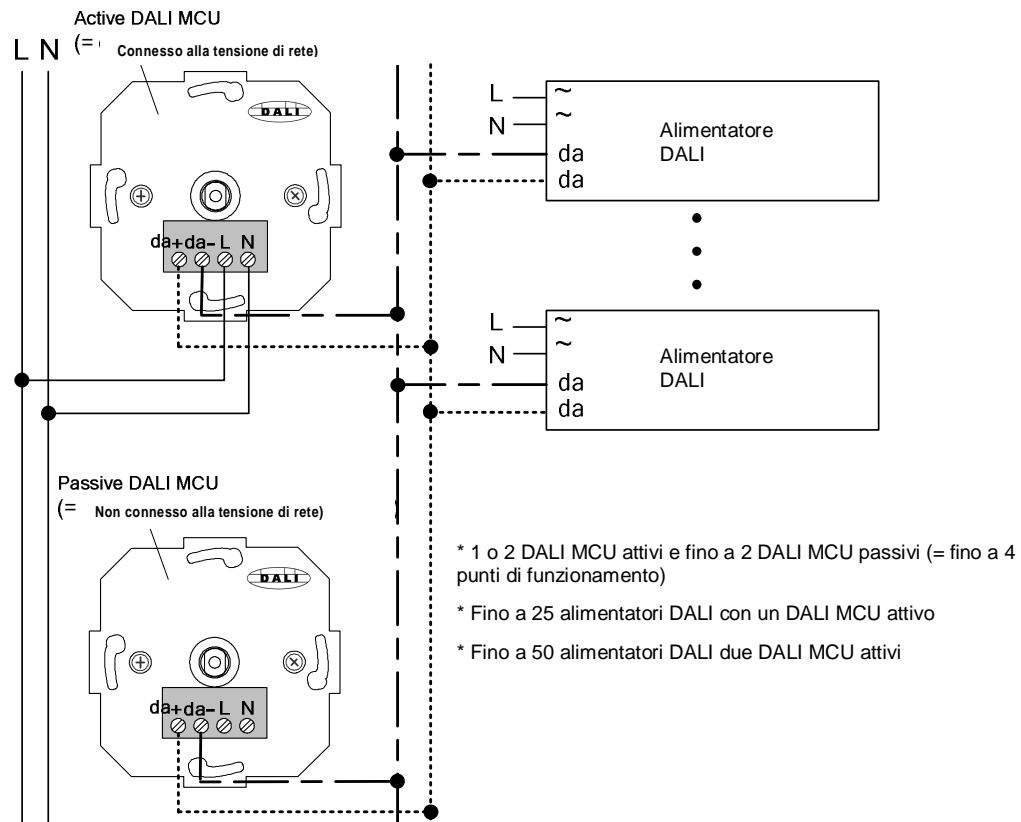 Active DALI MCU
L N (= Connesso alla tensione di rete)
DALI
da+da- L N
L ~
N ~
da
da
Alimentatore
DALI
L ~
N ~
da
da
Alimentatore
DALI
Passive DALI MCU
(= Non connesso alla tensione di rete)
DALI
da+da- L N
* 1 o 2 DALI MCU attivi e fino a 2 DALI MCU passivi (= fino a 4
punti di funzionamento)
* Fino a 25 alimentatori DALI con un DALI MCU attivo
* Fino a 50 alimentatori DALI due DALI MCU attivi